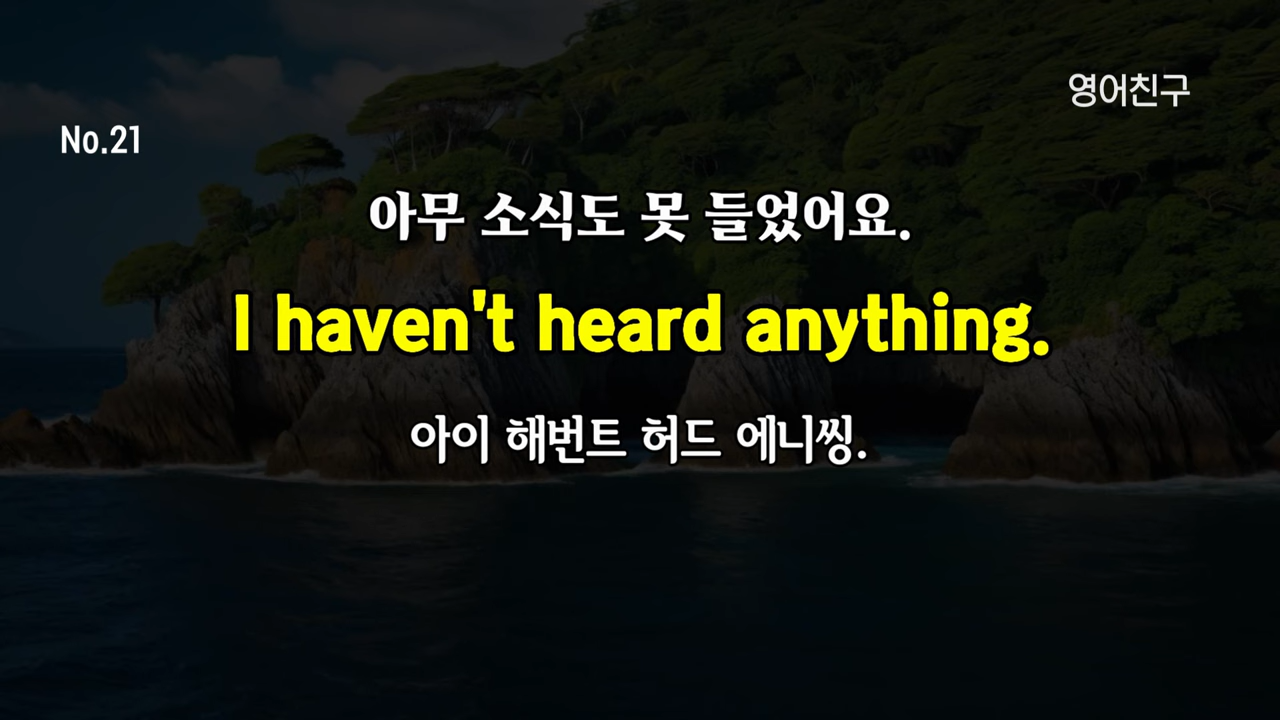 영어친구
No.21
아무 소식도 못 들었어요.
I haven't heard anything.
아이 해번트 허드 에니씽.